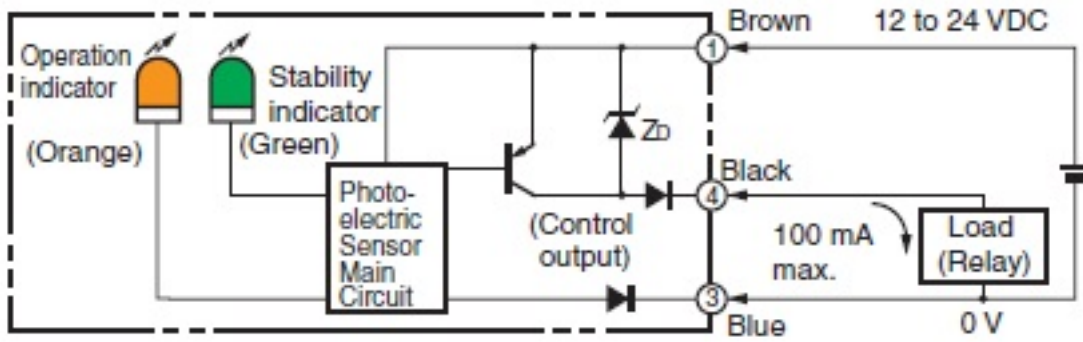 Operation
indicator
(Orange)
Stability
indicator
(Green)
Photo-
electric
Sensor
Main
Circuit
ZD
(Control
output)
Brown
1
12 to 24 VDC
Black
4
100 mA
max.
Load
(Relay)
3
Blue
0 V